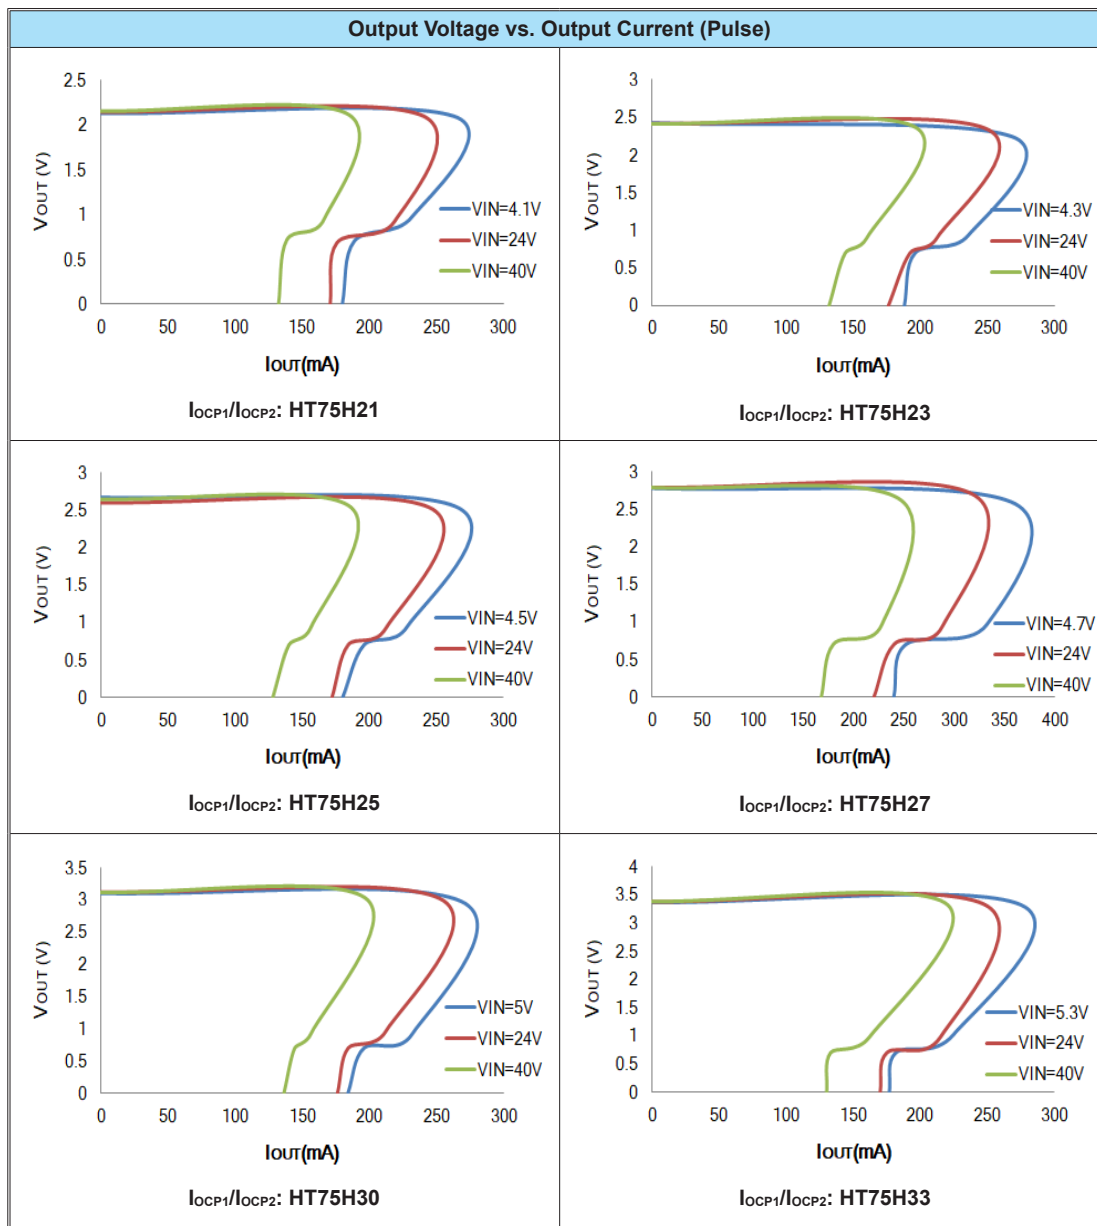 Output Voltage vs. Output Current (Pulse)
2.5
2
1.5
1
0.5
0
VOUT (V)
0 50 100 150 200 250 300
IOUT(mA)
VIN=4.1V
VIN=24V
VIN=40V
IOCP1/IOCP2: HT75H21
3
2.5
2
1.5
1
0.5
0
VOUT (V)
0 50 100 150 200 250 300
IOUT(mA)
VIN=4.3V
VIN=24V
VIN=40V
IOCP1/IOCP2: HT75H23
3
2.5
2
1.5
1
0.5
0
VOUT (V)
0 50 100 150 200 250 300
IOUT(mA)
VIN=4.5V
VIN=24V
VIN=40V
IOCP1/IOCP2: HT75H25
3
2.5
2
1.5
1
0.5
0
VOUT (V)
0 50 100 150 200 250 300 350 400
IOUT(mA)
VIN=4.7V
VIN=24V
VIN=40V
IOCP1/IOCP2: HT75H27
3.5
3
2.5
2
1.5
1
0.5
0
VOUT (V)
0 50 100 150 200 250 300
IOUT(mA)
VIN=5V
VIN=24V
VIN=40V
IOCP1/IOCP2: HT75H30
4
3.5
3
2.5
2
1.5
1
0.5
0
VOUT (V)
0 50 100 150 200 250 300
IOUT(mA)
VIN=5.3V
VIN=24V
VIN=40V
IOCP1/IOCP2: HT75H33